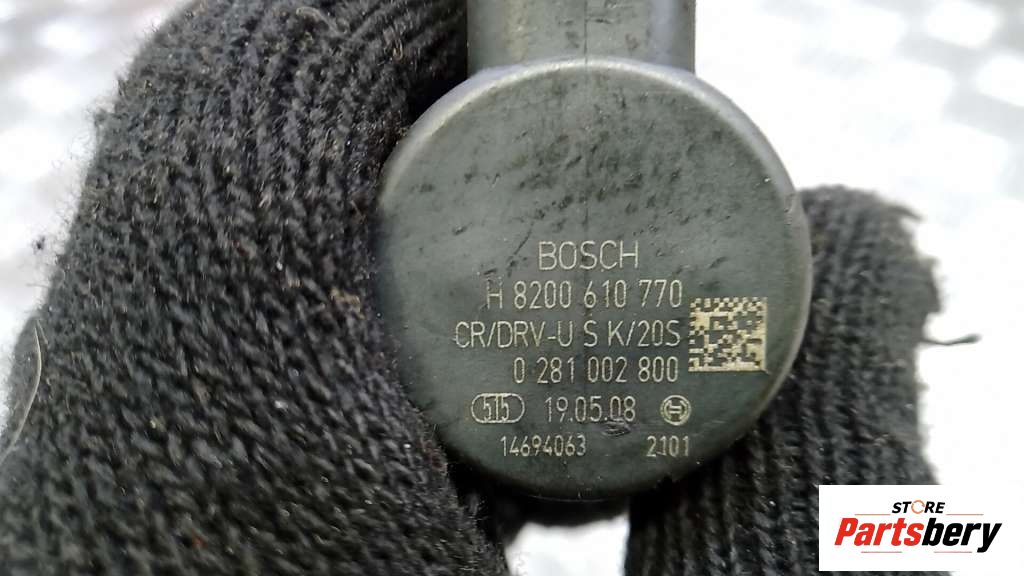 BOSCH
H 8200 610 770
CR/DRV-U S K/20S
0 281 002 800
515 19.05.08
14694063 2101
STORE
Partsbery